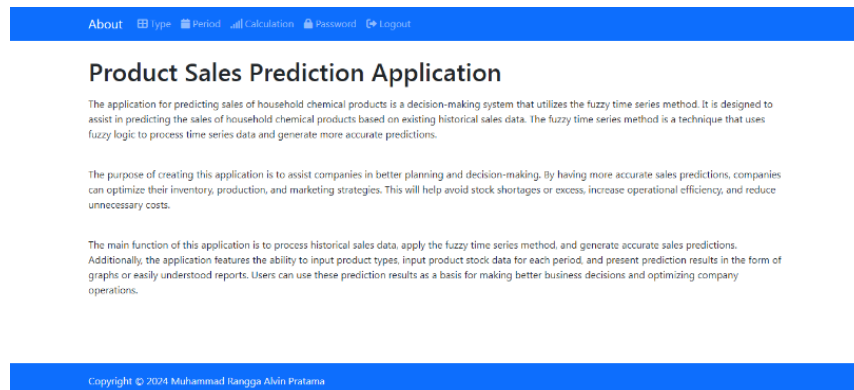 About Type Period Calculation Password Logout
Product Sales Prediction Application
The application for predicting sales of household chemical products is a decision-making system that utilizes the fuzzy time series method. It is designed to
assist in predicting the sales of household chemical products based on existing historical sales data. The fuzzy time series method is a technique that uses
fuzzy logic to process time series data and generate more accurate predictions.
The purpose of creating this application is to assist companies in better planning and decision-making. By having more accurate sales predictions, companies
can optimize their inventory, production, and marketing strategies. This will help avoid stock shortages or excess, increase operational efficiency, and reduce
unnecessary costs.
The main function of this application is to process historical sales data, apply the fuzzy time series method, and generate accurate sales predictions.
Additionally, the application features the ability to input product types, input product stock data for each period, and present prediction results in the form of
graphs or easily understood reports. Users can use these prediction results as a basis for making better business decisions and optimizing company
operations.
Copyright © 2024 Muhammad Rangga Alvin Pratama